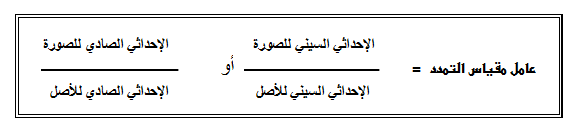 الإحداثي السيني للصورة
الإحداثي الصادي للصورة
عامل مقياس التمدد =
أو
الإحداثي السيني للأصل
الإحداثي الصادي للأصل